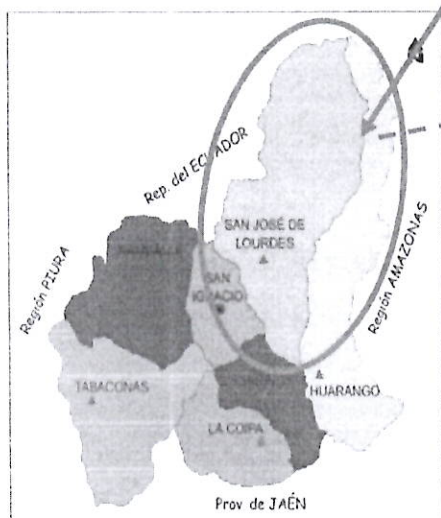 Rep. del ECUADOR
SAN JOSÉ DE
LOURDES
Región PIURA
SAN
IGNACIO
Región AMAZONAS
TABACONAS
HUARANGO
LA COIPA
Prov de JAÉN